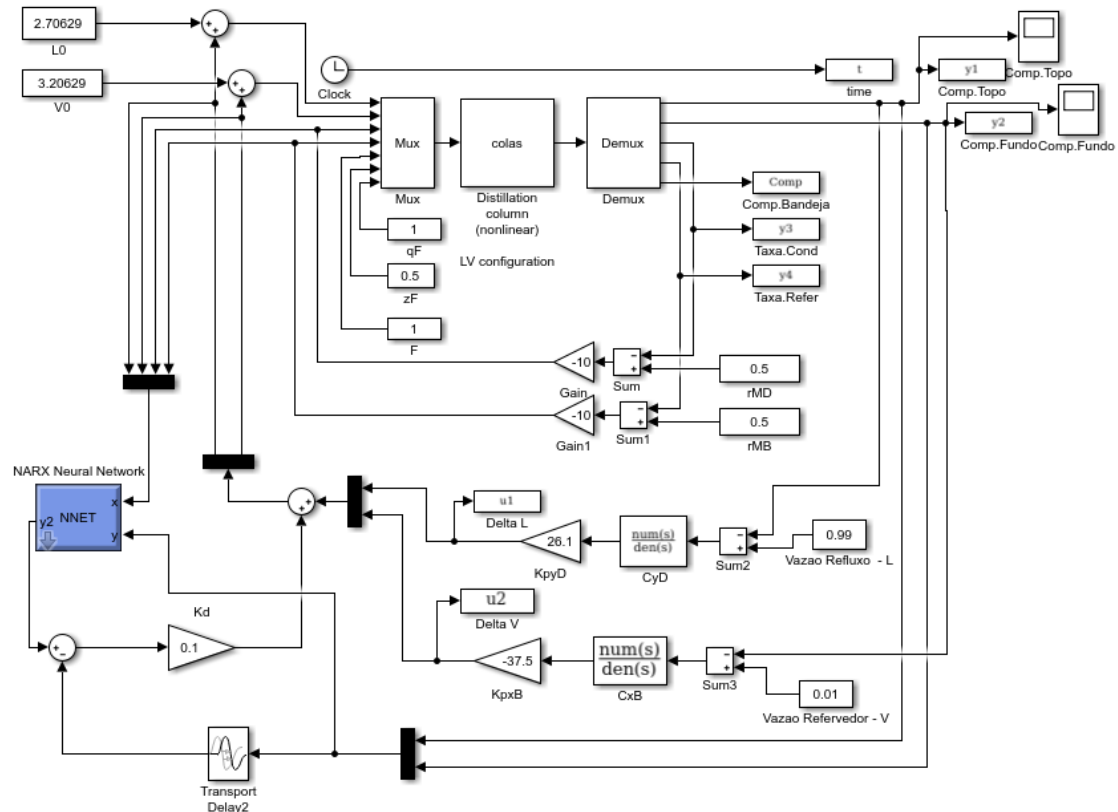 2.70629
L0
3.20629
V0
+
+
+
+
Clock
t
time
y1
Comp.Topo
Comp.Topo
y2
Comp.Fundo
Comp.Fundo
Mux
Mux
colas
Distillation
column
(nonlinear)
LV configuration
Demux
Demux
Comp
Comp.Bandeja
y3
Taxa.Cond
y4
Taxa.Refer
1
qF
0.5
zF
1
F
-10
Gain
−
+
Sum
0.5
rMD
-10
Gain1
−
+
Sum1
0.5
rMB
NARX Neural Network
x
y2
NNET
y
+
+
u1
Delta L
26.1
KpyD
num(s)
den(s)
CyD
−
+
Sum2
0.99
Vazao Refluxo - L
Kd
0.1
+
−
u2
Delta V
-37.5
KpxB
num(s)
den(s)
CxB
−
+
Sum3
0.01
Vazao Refervedor - V
Transport
Delay2